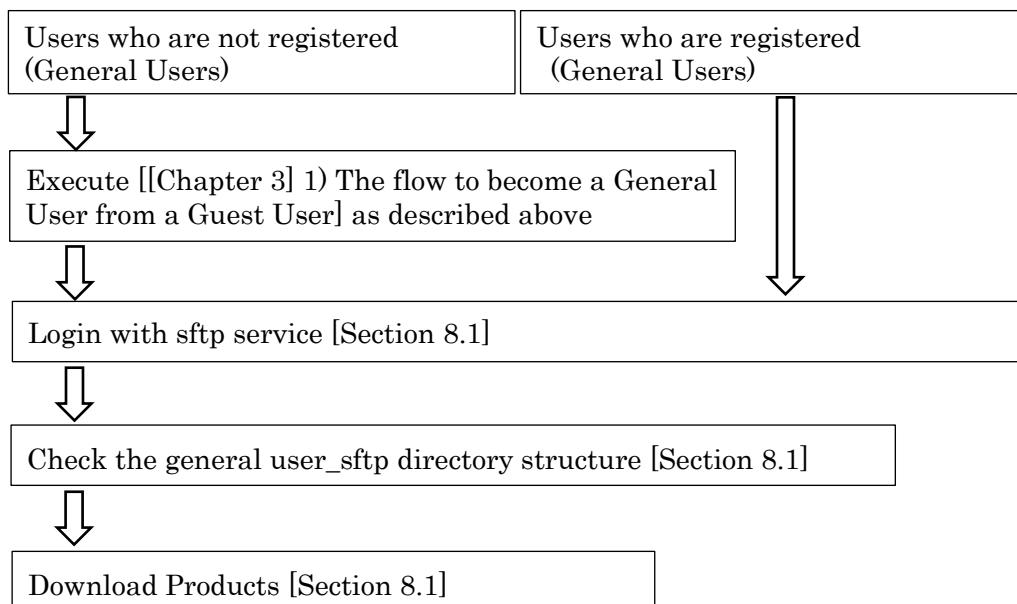 Users who are not registered
(General Users)
Users who are registered
(General Users)
Execute [[Chapter 3] 1) The flow to become a General
User from a Guest User] as described above
Login with sftp service [Section 8.1]
Check the general user_sftp directory structure [Section 8.1]
Download Products [Section 8.1]